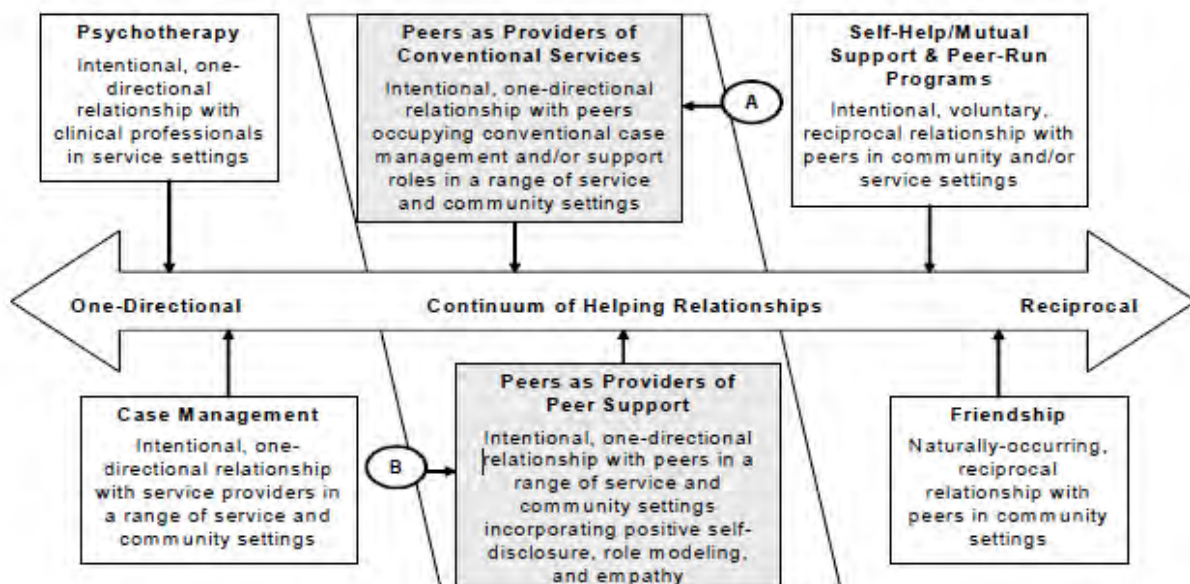 Psychotherapy
Intentional, one-
directional
relationship with
clinical professionals
in service settings
Peers as Providers of
Conventional Services
Intentional, one-directional
relationship with peers
occupying conventional case
management and/or support
roles in a range of service
and community settings
A
Self-Help/Mutual
Support & Peer-Run
Programs
Intentional, voluntary,
reciprocal relationship with
peers in community and/or
service settings
One-Directional
Continuum of Helping Relationships
Reciprocal
Case Management
Intentional, one-
directional relationship
with service providers in
a range of service and
community settings
B
Peers as Providers of
Peer Support
Intentional, one-directional
relationship with peers in a
range of service and
community settings
incorporating positive self-
disclosure, role modeling,
and empathy
Friendship
Naturally-occurring,
reciprocal
relationship with
peers in community
settings